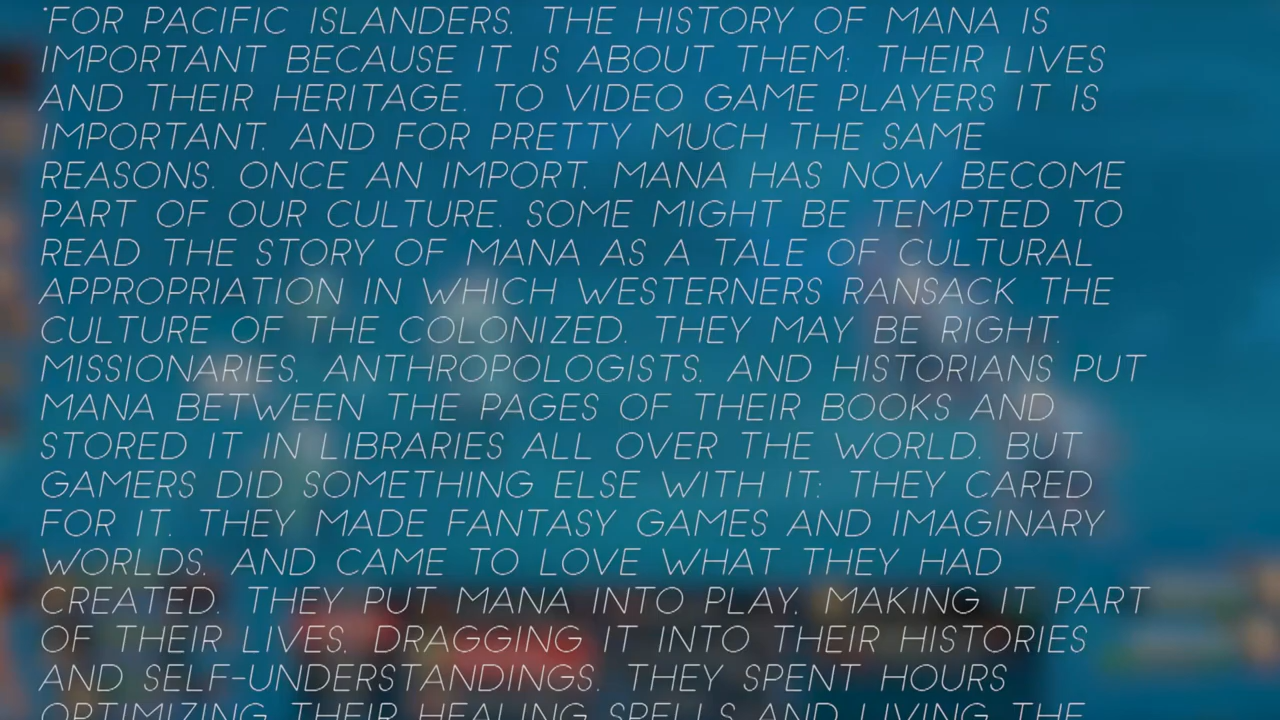 "FOR PACIFIC ISLANDERS, THE HISTORY OF MANA IS
IMPORTANT BECAUSE IT IS ABOUT THEM: THEIR LIVES
AND THEIR HERITAGE. TO VIDEO GAME PLAYERS IT IS
IMPORTANT, AND FOR PRETTY MUCH THE SAME
REASONS. ONCE AN IMPORT, MANA HAS NOW BECOME
PART OF OUR CULTURE. SOME MIGHT BE TEMPTED TO
READ THE STORY OF MANA AS A TALE OF CULTURAL
APPROPRIATION IN WHICH WESTERNERS RANSACK THE
CULTURE OF THE COLONIZED. THEY MAY BE RIGHT.
MISSIONARIES, ANTHROPOLOGISTS, AND HISTORIANS PUT
MANA BETWEEN THE PAGES OF THEIR BOOKS AND
STORED IT IN LIBRARIES ALL OVER THE WORLD. BUT
GAMERS DID SOMETHING ELSE WITH IT: THEY CARED
FOR IT. THEY MADE FANTASY GAMES AND IMAGINARY
WORLDS, AND CAME TO LOVE WHAT THEY HAD
CREATED. THEY PUT MANA INTO PLAY, MAKING IT PART
OF THEIR LIVES, DRAGGING IT INTO THEIR HISTORIES
AND SELF-UNDERSTANDINGS. THEY SPENT HOURS
OPTIMIZING THEIR HEALING SPELLS AND LIVING THE